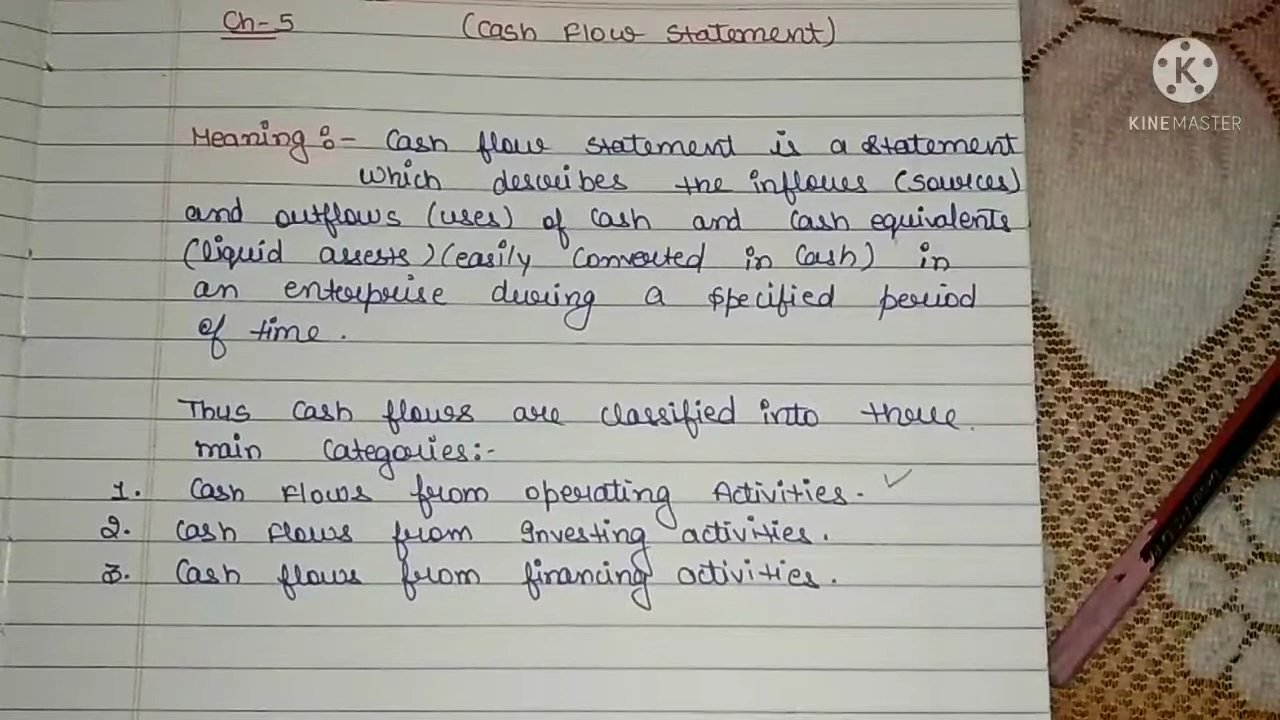 Ch-5 (Cash Flow Statement)
Meaning :- Cash flow statement is a statement
which describes the inflows (sources)
and outflows (uses) of cash and cash equivalents
(liquid assests) (easily converted in cash) in
an enterprise during a specified period
of time.
Thus cash flows are classified into three
main categories:-
1. Cash Flows from operating Activities.
2. Cash Flows from Investing activities.
3. Cash flows from financing activities.
K
KINEMASTER